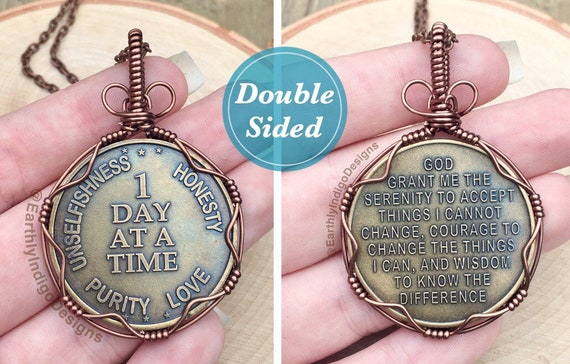 Double
Sided
UNSELFISHNESS
HONESTY
1
DAY
AT A
TIME
PURITY
LOVE
©EarthlyIndigoDesigns
GOD
GRANT ME THE
SERENITY TO ACCEPT
THINGS I CANNOT
CHANGE, COURAGE TO
CHANGE THE THINGS
I CAN, AND WISDOM
TO KNOW THE
DIFFERENCE
EarthlyIndigoDesigns